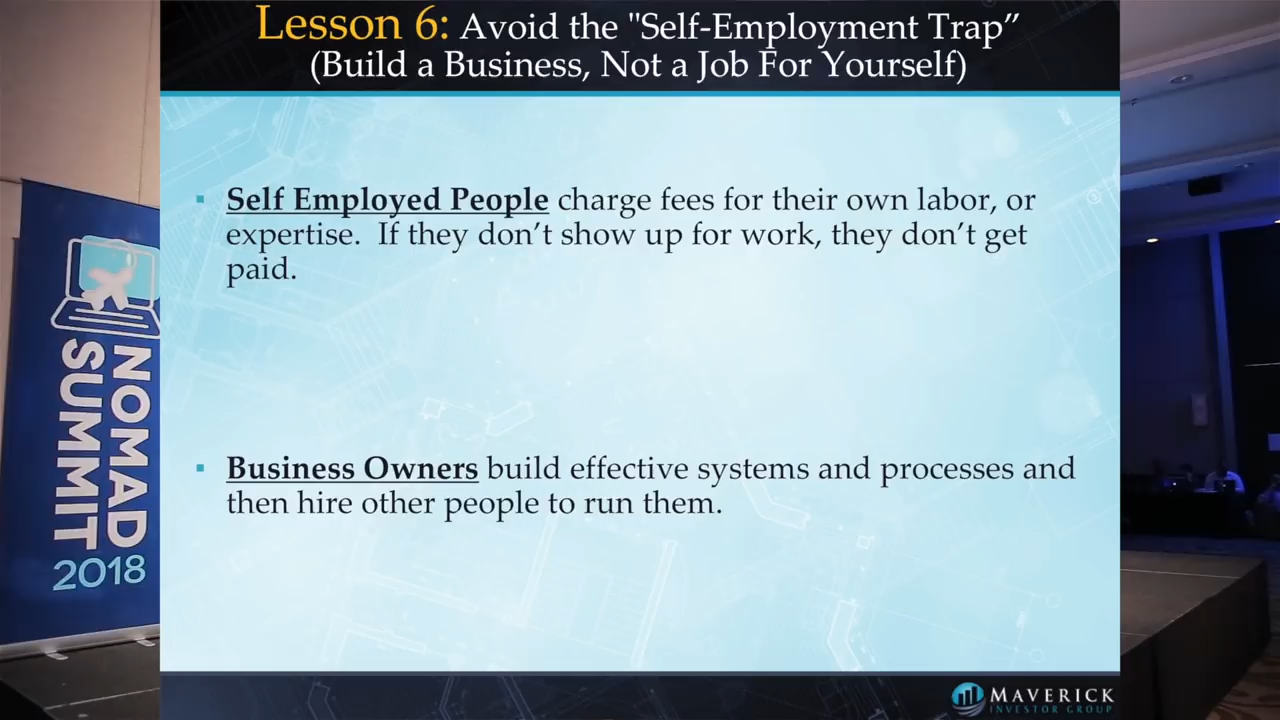 Lesson 6: Avoid the "Self-Employment Trap”
(Build a Business, Not a Job For Yourself)
▪ Self Employed People charge fees for their own labor, or
expertise.  If they don’t show up for work, they don’t get
paid.
▪ Business Owners build effective systems and processes and
then hire other people to run them.
NOMAD
SUMMIT
2018
MAVERICK
INVESTOR GROUP